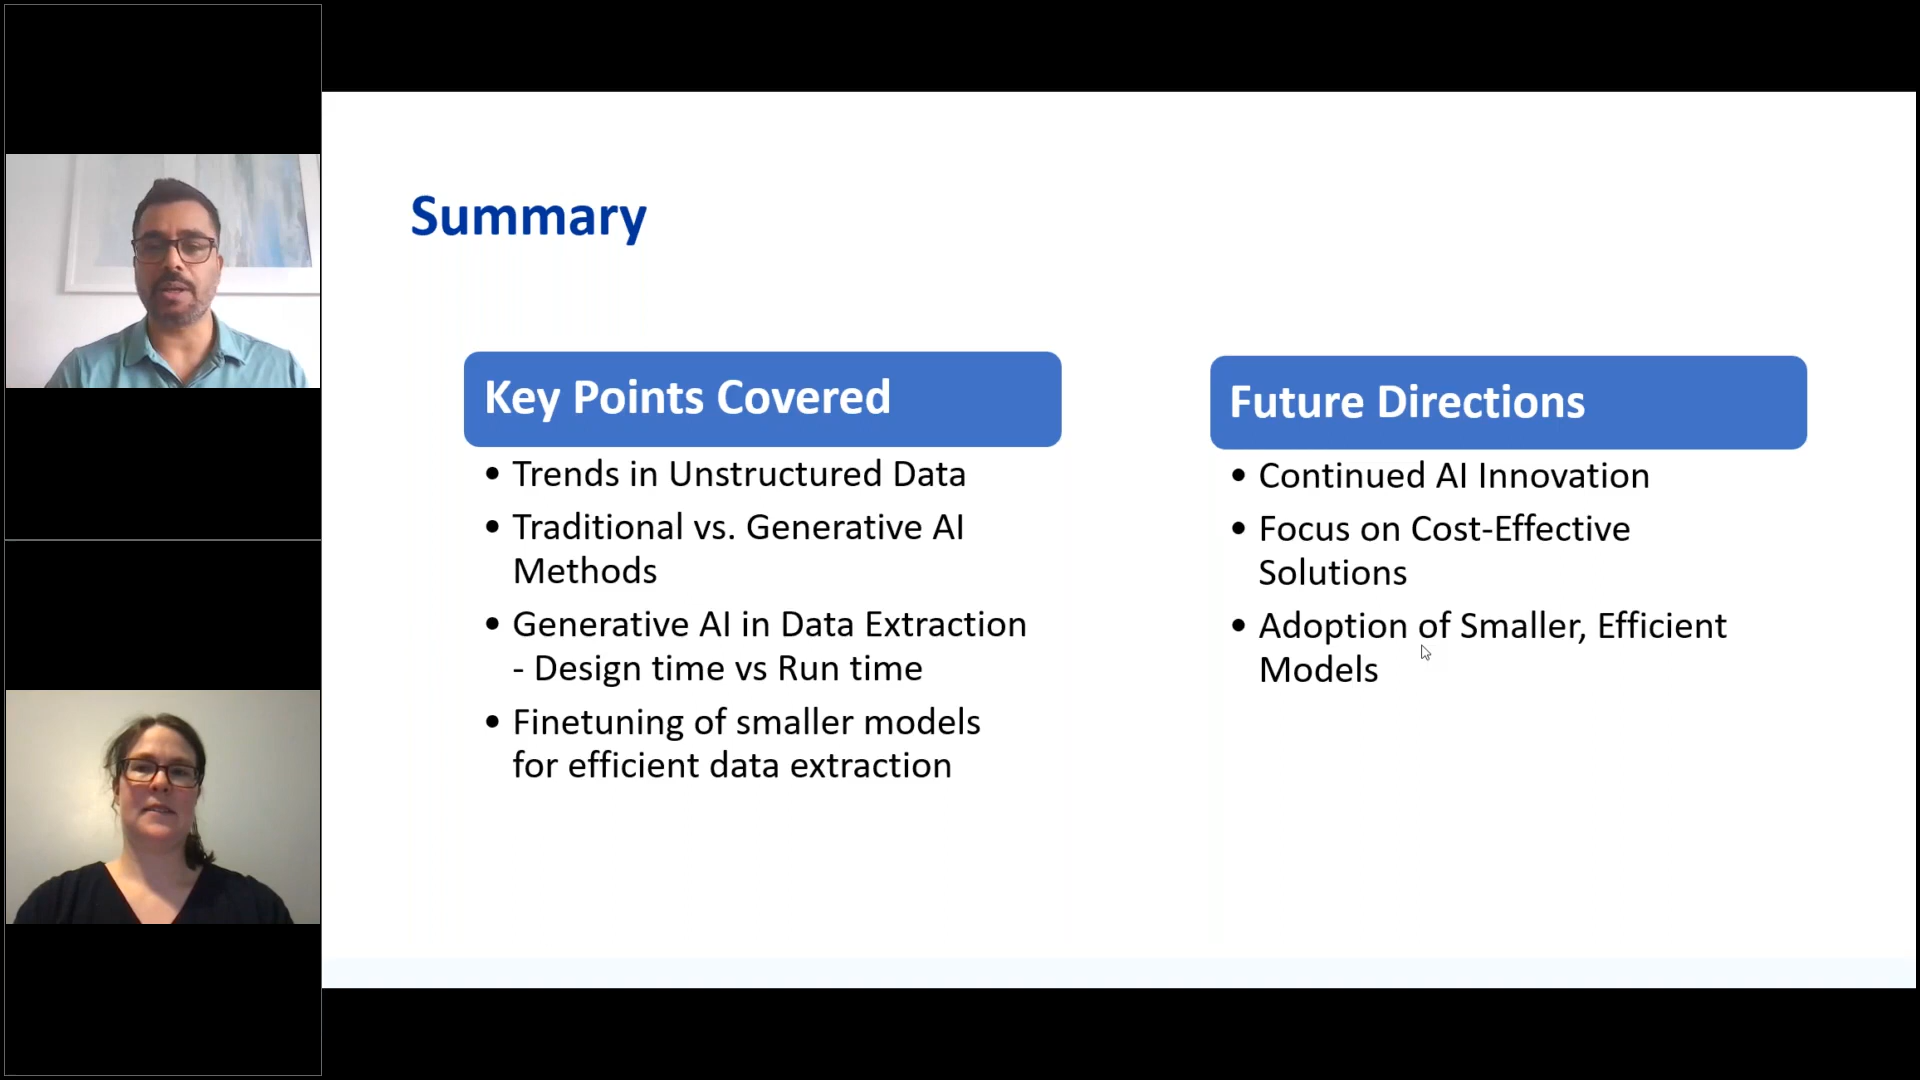 Summary
Key Points Covered
• Trends in Unstructured Data
• Traditional vs. Generative AI
Methods
• Generative AI in Data Extraction
- Design time vs Run time
• Finetuning of smaller models
for efficient data extraction
Future Directions
• Continued AI Innovation
• Focus on Cost-Effective
Solutions
• Adoption of Smaller, Efficient
Models